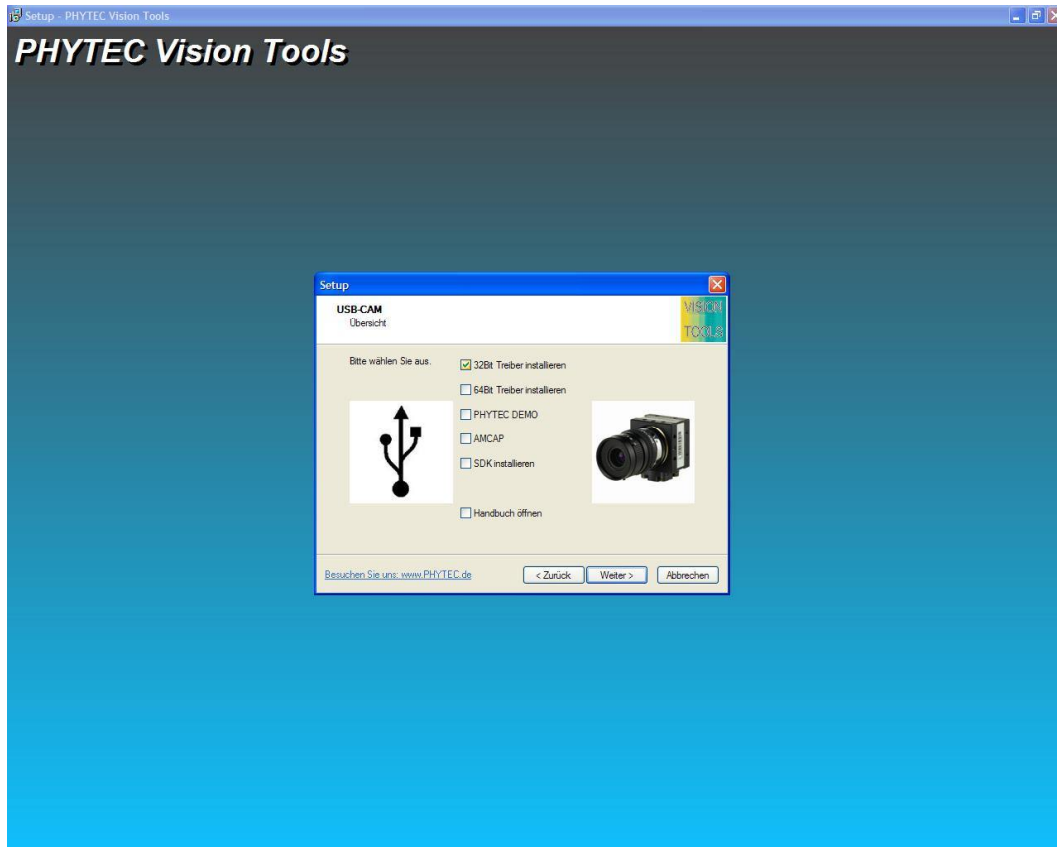 Setup - PHYTEC Vision Tools
PHYTEC Vision Tools
Setup
USB-CAM
Übersicht
VISION
TOOLS
Bitte wählen Sie aus.
32Bit Treiber installieren
64Bit Treiber installieren
PHYTEC DEMO
AMCAP
SDK installieren
Handbuch öffnen
Besuchen Sie uns: www.PHYTEC.de
< Zurück
Weiter >
Abbrechen